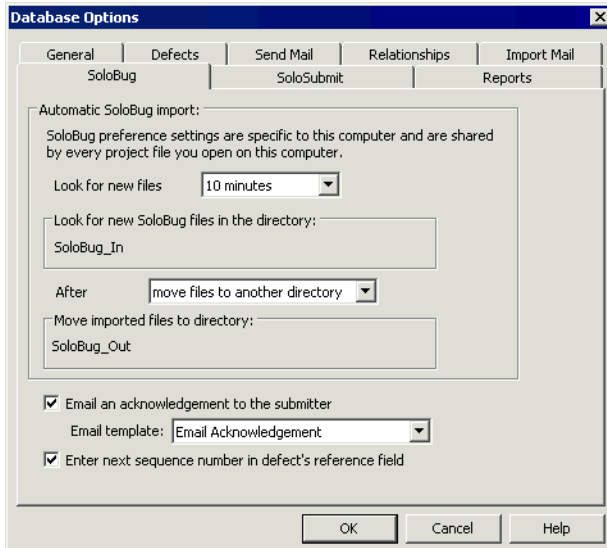 Database Options
General Defects Send Mail Relationships Import Mail
SoloBug SoloSubmit Reports
Automatic SoloBug import:
SoloBug preference settings are specific to this computer and are shared
by every project file you open on this computer.
Look for new files 10 minutes
Look for new SoloBug files in the directory:
SoloBug_In
After move files to another directory
Move imported files to directory:
SoloBug_Out
Email an acknowledgement to the submitter
Email template: Email Acknowledgement
Enter next sequence number in defect's reference field
OK Cancel Help